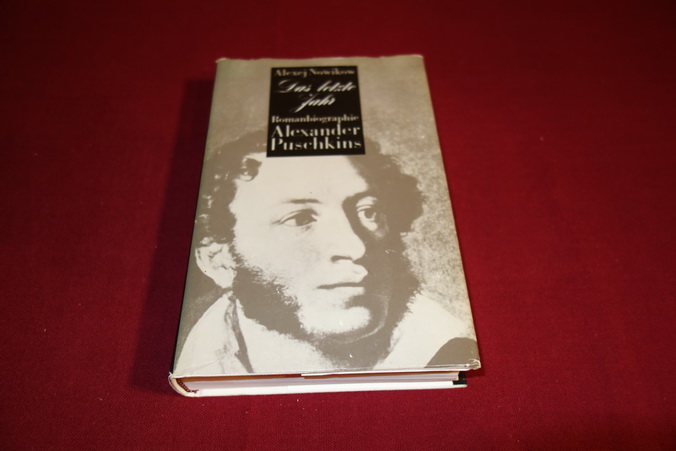 Alexej Nowikow
Das letzte
Jahr
Romanbiographie
Alexander
Puschkins